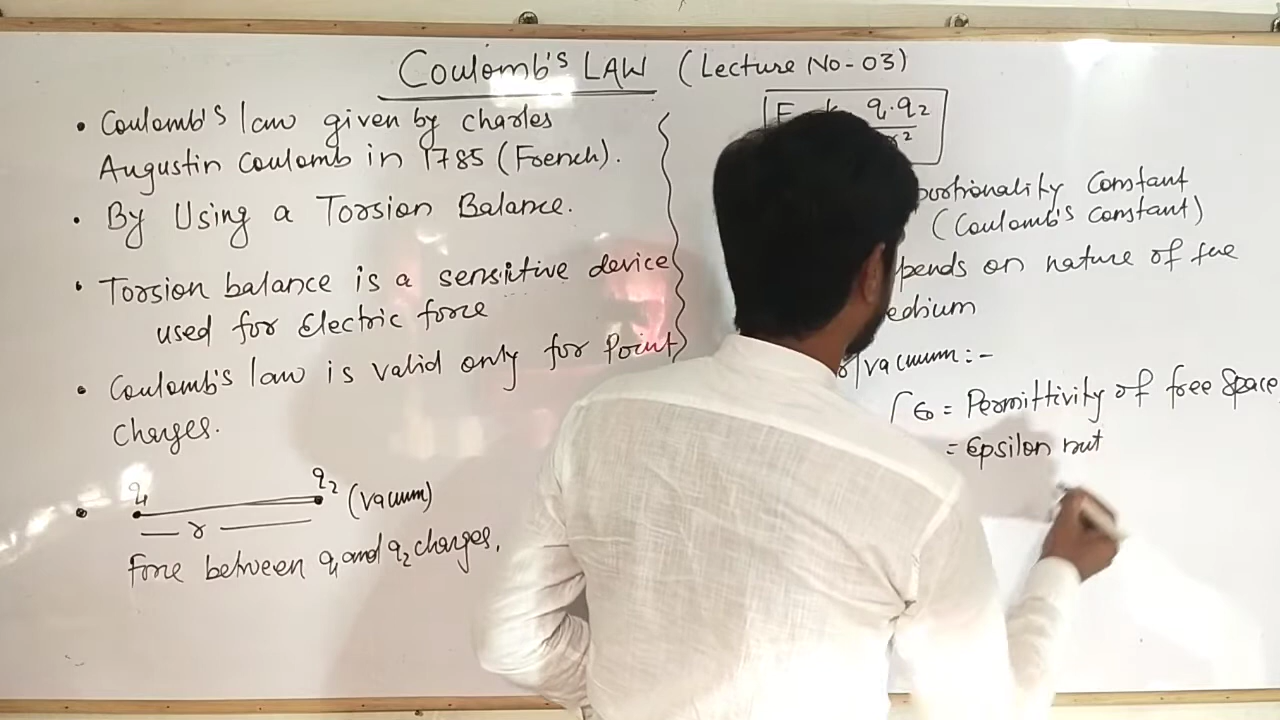 Coulomb's LAW (Lecture No-03)
• Coulomb's law given by charles
Augustin Coulomb in 1785 (French).
• By Using a Torsion Balance.
• Torsion balance is a sensitive device
used for Electric force
• Coulomb's law is valid only for Point
charges.
• q1 q2 (vacuum)
r
Force between q1 and q2 charges.
F q1.q2
r²
Constant
(Coulomb's constant)
on nature of the
/vacuum:-
ε0 = Permittivity of free space
= Epsilon nut